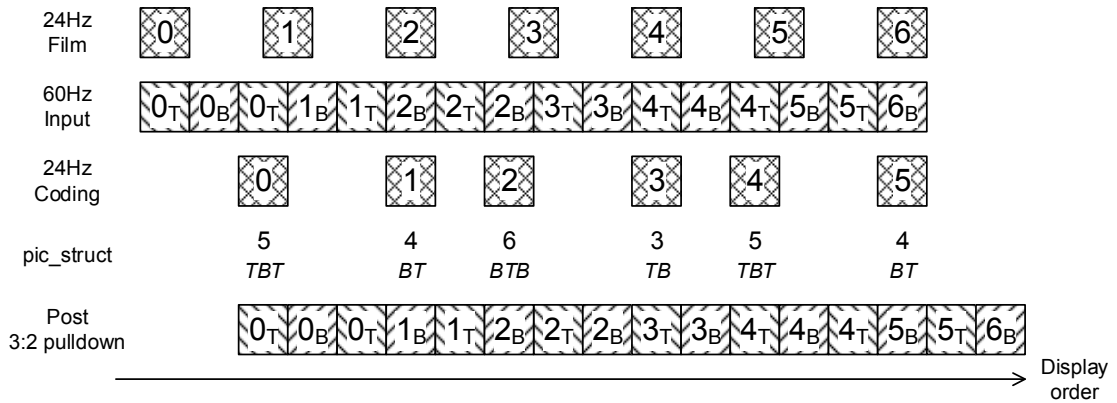 24Hz
Film
0 1 2 3 4 5 6
60Hz
Input
0T 0B 0T 1B 1T 2B 2T 2B 3T 3B 4T 4B 4T 5B 5T 6B
24Hz
Coding
0 1 2 3 4 5
pic_struct
5 4 6 3 5 4
TBT BT BTB TB TBT BT
Post
3:2 pulldown
0T 0B 0T 1B 1T 2B 2T 2B 3T 3B 4T 4B 4T 5B 5T 6B
Display
order